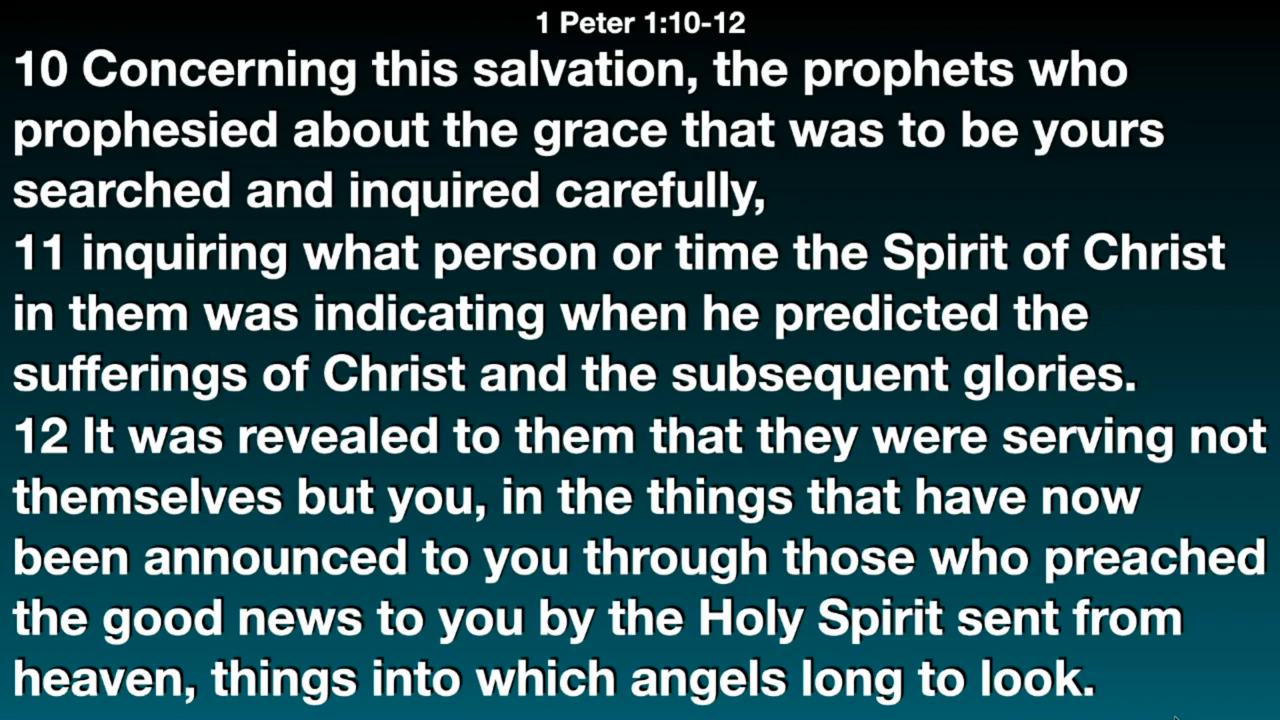 1 Peter 1:10-12
10 Concerning this salvation, the prophets who
prophesied about the grace that was to be yours
searched and inquired carefully,
11 inquiring what person or time the Spirit of Christ
in them was indicating when he predicted the
sufferings of Christ and the subsequent glories.
12 It was revealed to them that they were serving not
themselves but you, in the things that have now
been announced to you through those who preached
the good news to you by the Holy Spirit sent from
heaven, things into which angels long to look.